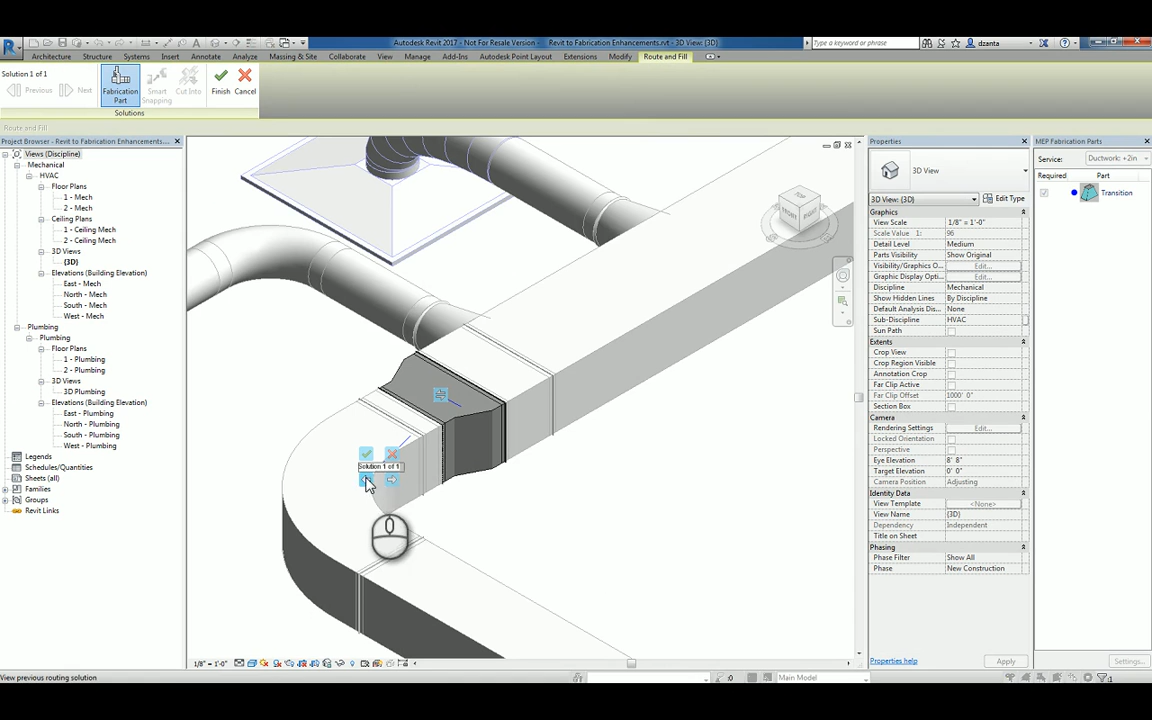 Autodesk Revit 2017 - Not For Resale Version - Revit to Fabrication Enhancements.rvt - 3D View: {3D}
Type a keyword or phrase
dzanta
Architecture Structure Systems Insert Annotate Analyze Massing & Site Collaborate View Manage Add-Ins Autodesk Point Layout Extensions Modify Route and Fill
Solution 1 of 1
Previous Next
Fabrication Part
Smart Snapping
Cut Into
Finish
Cancel
Solutions
Route and Fill
Project Browser - Revit to Fabrication Enhancements....
Views (Discipline)
Mechanical
HVAC
Floor Plans
1 - Mech
2 - Mech
Ceiling Plans
1 - Ceiling Mech
2 - Ceiling Mech
3D Views
{3D}
Elevations (Building Elevation)
East - Mech
North - Mech
South - Mech
West - Mech
Plumbing
Plumbing
Floor Plans
1 - Plumbing
2 - Plumbing
3D Views
3D Plumbing
Elevations (Building Elevation)
East - Plumbing
North - Plumbing
South - Plumbing
West - Plumbing
Legends
Schedules/Quantities
Sheets (all)
Families
Groups
Revit Links
TOP
FRONT
Solution 1 of 1
Properties
3D View
3D View: {3D}
Edit Type
Graphics
View Scale 1/8" = 1'-0"
Scale Value 1: 96
Detail Level Medium
Parts Visibility Show Original
Visibility/Graphics O... Edit...
Graphic Display Opti... Edit...
Discipline Mechanical
Show Hidden Lines By Discipline
Default Analysis Dis... None
Sub-Discipline HVAC
Sun Path
Extents
Crop View
Crop Region Visible
Annotation Crop
Far Clip Active
Far Clip Offset 1000' 0"
Section Box
Camera
Rendering Settings Edit...
Locked Orientation
Perspective
Eye Elevation 8' 8"
Target Elevation 0' 0"
Camera Position Adjusting
Identity Data
View Template <None>
View Name {3D}
Dependency Independent
Title on Sheet
Phasing
Phase Filter Show All
Phase New Construction
Properties help
Apply
MEP Fabrication Parts
Service: Ductwork: +2in
Required Part
Transition
Settings...
1/8" = 1'-0"
View previous routing solution
:0
Main Model
:1